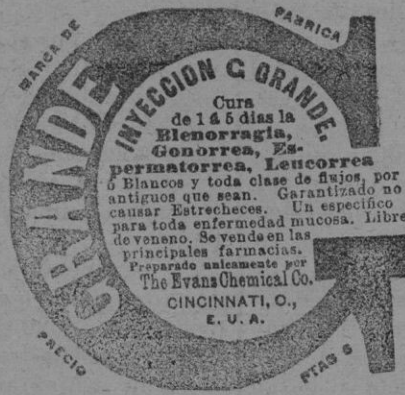 MARCA DE
FABRICA
GRANDE
INYECCION G GRANDE.
Cura
de 1 á 5 dias la
Blenorragia,
Gonorrea, Es-
permatorrea, Leucorrea
ó Blancos y toda clase de flujos, por
antiguos que sean. Garantizado no
causar Estrecheces. Un especifico
para toda enfermedad mucosa. Libre
de veneno. Se vende en las
principales farmacias.
Preparado unicamente por
The Evans Chemical Co.
CINCINNATI, O.,
E. U. A.
PRECIO
PTAS 6